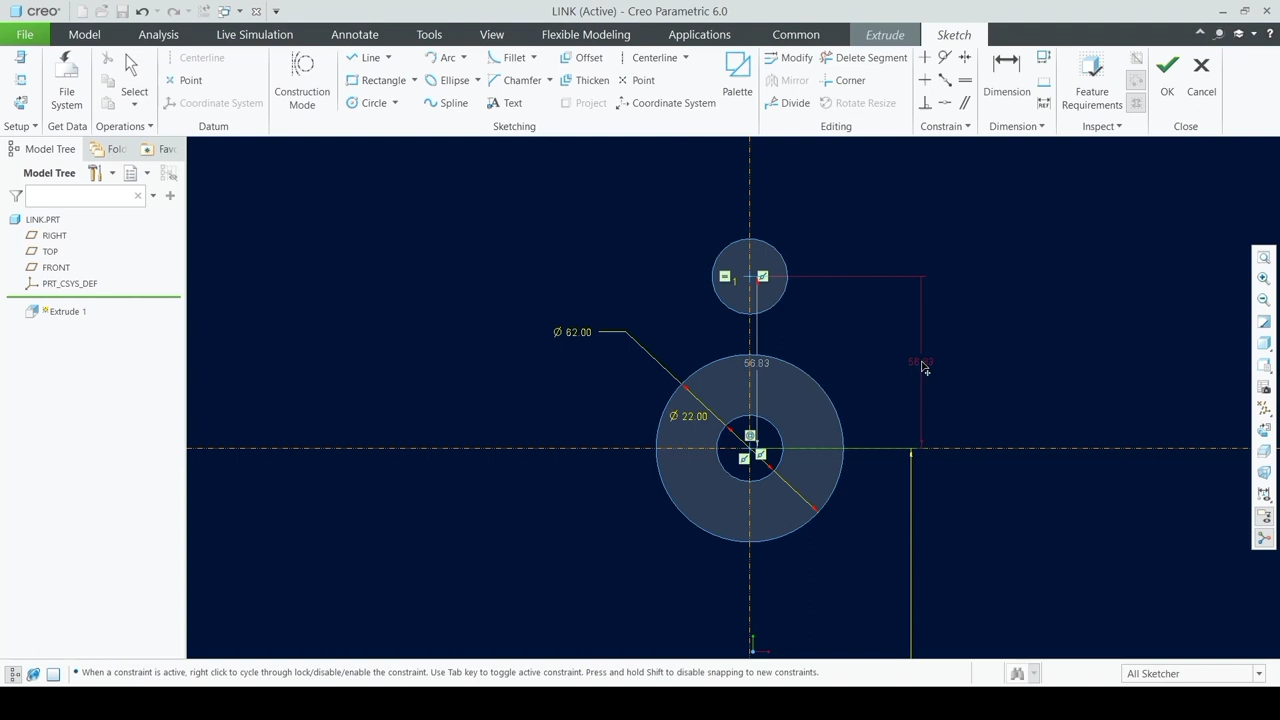 creo LINK (Active) - Creo Parametric 6.0
File Model Analysis Live Simulation Annotate Tools View Flexible Modeling Applications Common Extrude Sketch
File System
Select
Centerline
Point
Coordinate System
Construction Mode
Line Arc Fillet Offset Centerline
Rectangle Ellipse Chamfer Thicken Point
Circle Spline Text Project Coordinate System
Palette
Modify Delete Segment
Mirror Corner
Divide Rotate Resize
Dimension
REF
Feature Requirements
OK
Cancel
Setup Get Data Operations Datum Sketching Editing Constrain Dimension Inspect Close
Model Tree Fol Fav
Model Tree
LINK.PRT
RIGHT
TOP
FRONT
PRT_CSYS_DEF
Extrude 1
1
Ø 62.00
56.83
Ø 22.00
When a constraint is active, right click to cycle through lock/disable/enable the constraint. Use Tab key to toggle active constraint. Press and hold Shift to disable snapping to new constraints.
All Sketcher